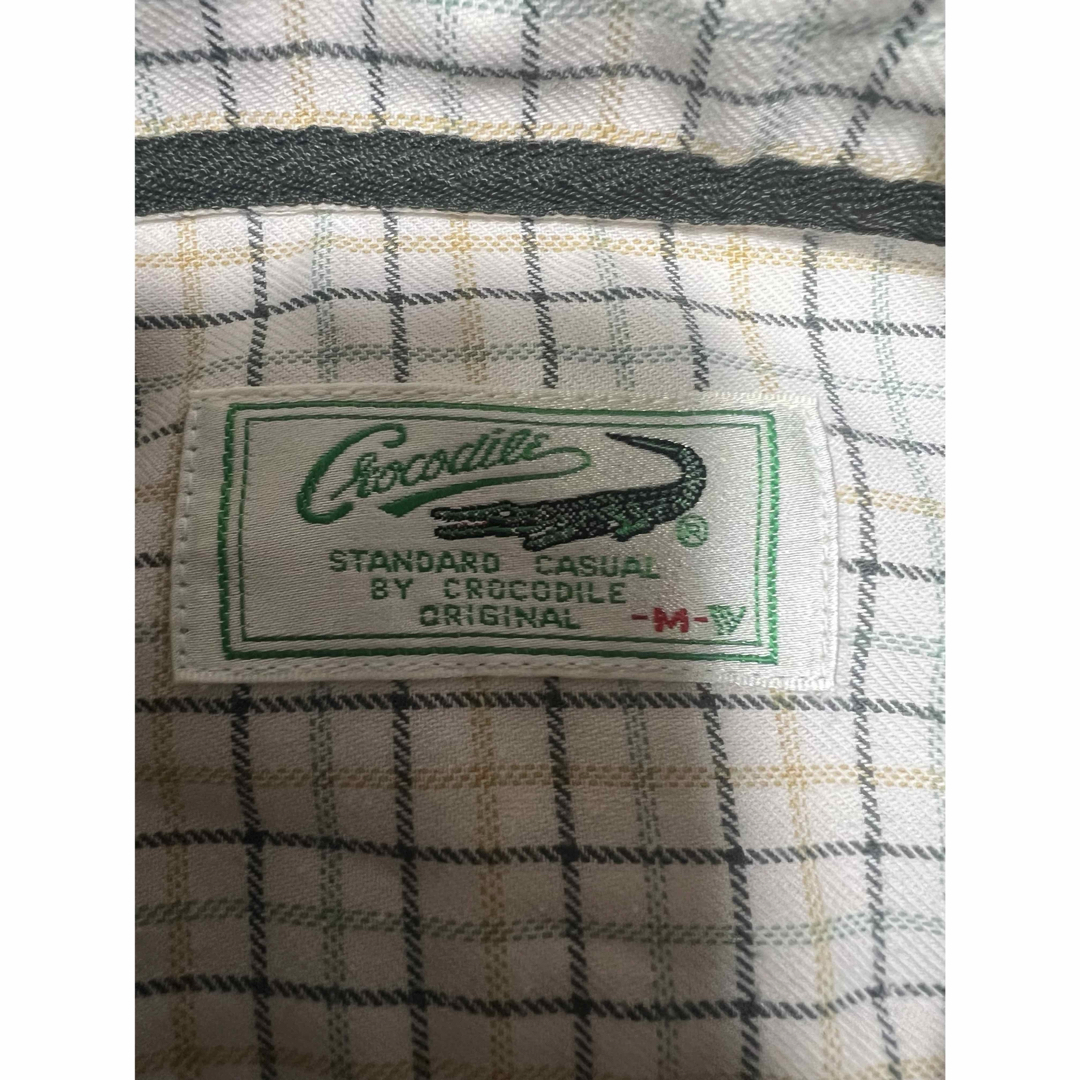 Crocodile ®
STANDARD CASUAL
BY CROCODILE
ORIGINAL -M-